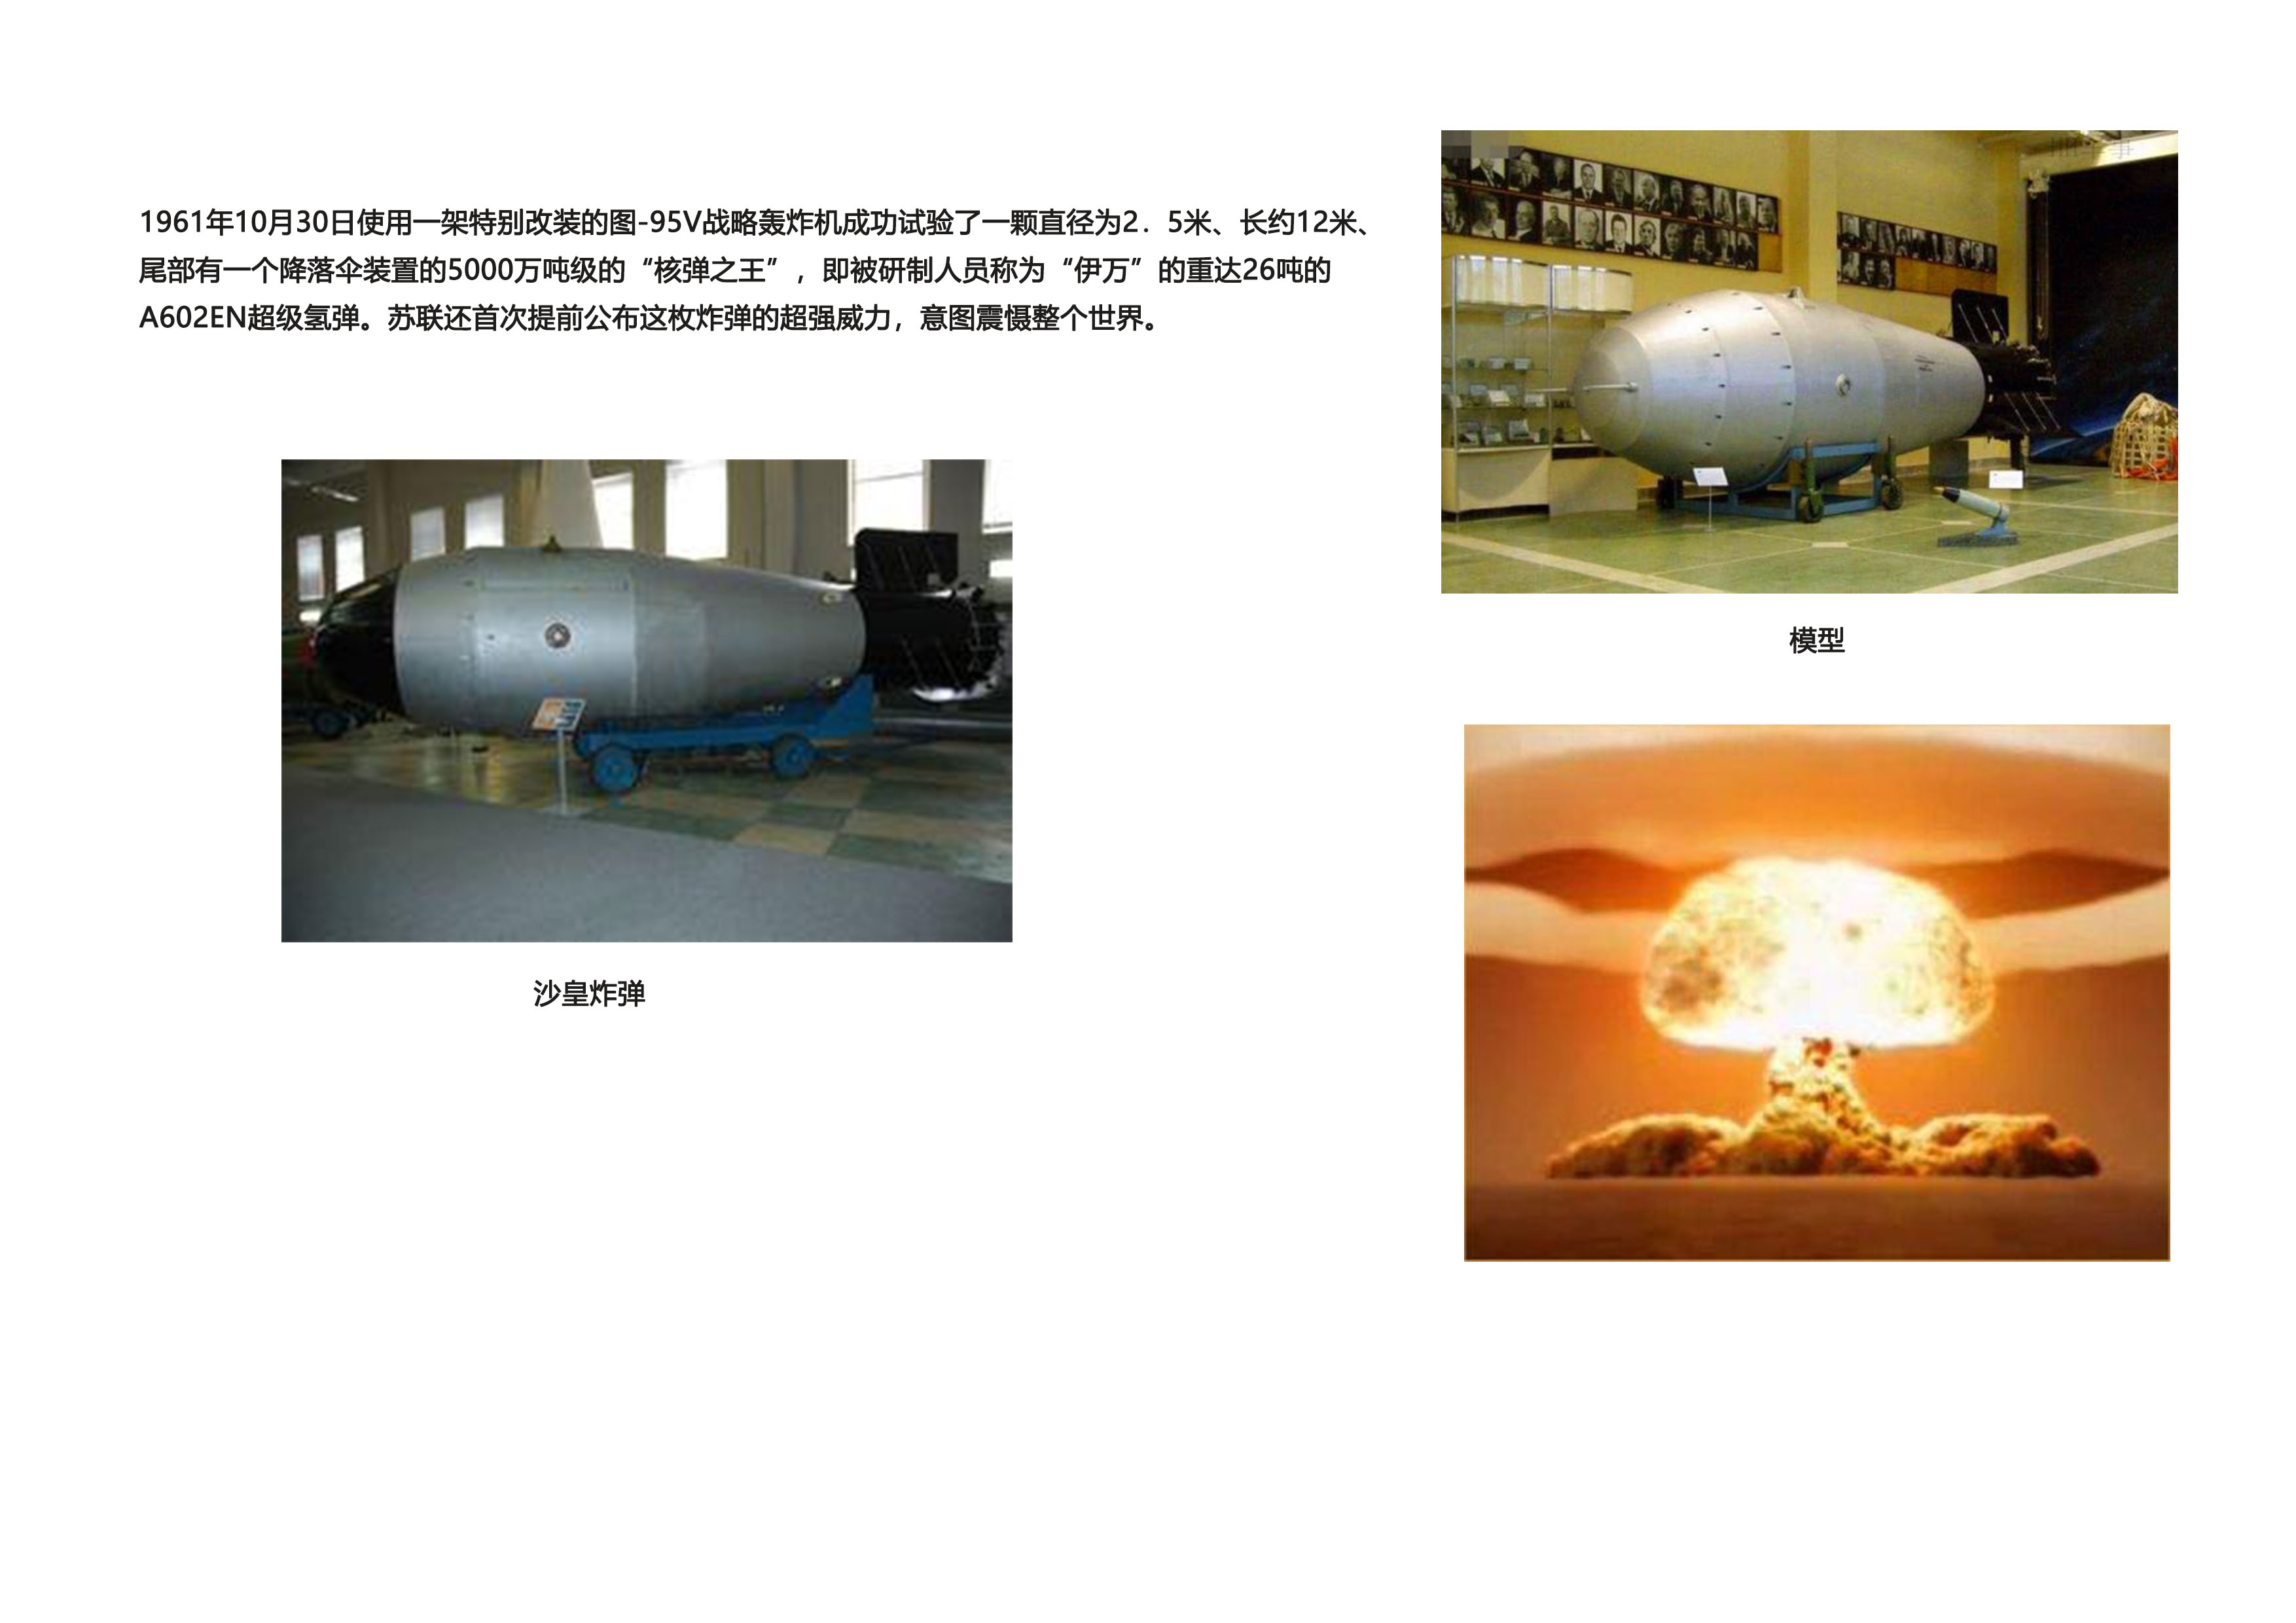 1961年10月30日使用一架特别改装的图-95V战略轰炸机成功试验了一颗直径为2．5米、长约12米、
尾部有一个降落伞装置的5000万吨级的“核弹之王”，即被研制人员称为“伊万”的重达26吨的
A602EN超级氢弹。苏联还首次提前公布这枚炸弹的超强威力，意图震慑整个世界。
模型
沙皇炸弹